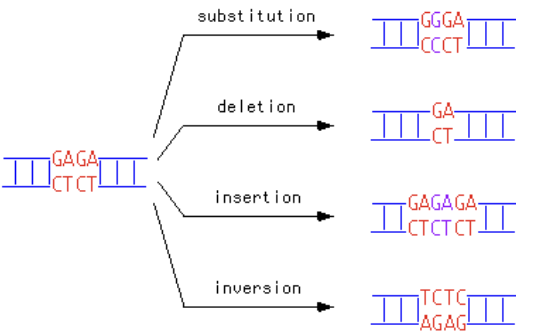 substitution
GGGA
CCCT
deletion
GA
CT
GAGA
CTCT
insertion
GAGAGA
CTCTCT
inversion
TCTC
AGAG